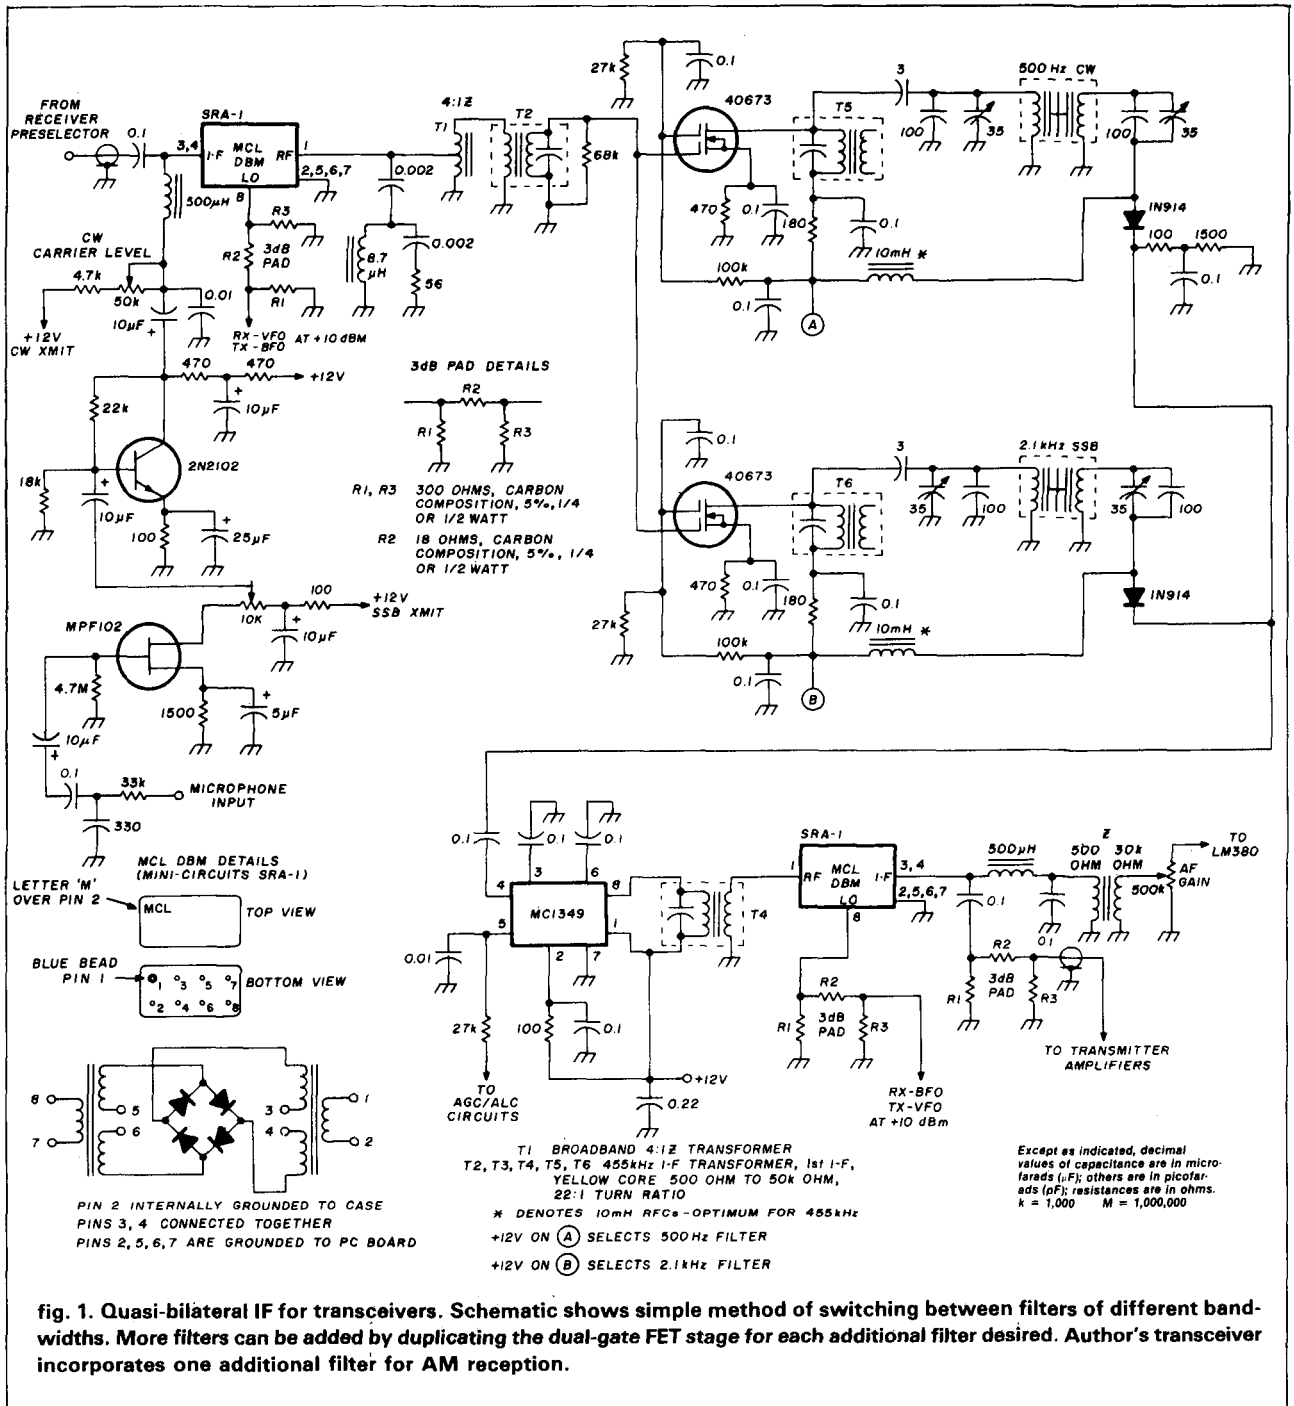 FROM
RECEIVER
PRESELECTOR
0.1
SRA-1
3,4
I-F
MCL
DBM
LO
RF
1
2,5,6,7
8
500µH
R3
R2
3dB
PAD
R1
RX-VFO
TX-BFO
AT +10dBM
CW
CARRIER LEVEL
4.7k
50k
+12V
CW XMIT
10µF
+
0.01
4:1Z
T1
T2
0.002
8.7
µH
0.002
56
68k
27k
0.1
40673
470
0.1
T5
180
0.1
100k
0.1
10mH *
A
3
100
35
500 Hz CW
100
35
1N914
100
1500
0.1
470
470
+12V
+
10µF
22k
2N2102
18k
+
10µF
100
+
25µF
3dB PAD DETAILS
R2
R1
R3
R1, R3 300 OHMS, CARBON
COMPOSITION, 5%, 1/4
OR 1/2 WATT
R2 18 OHMS, CARBON
COMPOSITION, 5%, 1/4
OR 1/2 WATT
0.1
40673
470
0.1
T6
180
0.1
27k
100k
0.1
10mH *
B
3
35
100
2.1kHz SSB
35
100
1N914
MPF102
10K
100
+12V
SSB XMIT
+
10µF
4.7M
1500
+
5µF
10µF
+
0.1
33k
MICROPHONE
INPUT
330
MCL DBM DETAILS
(MINI-CIRCUITS SRA-1)
LETTER 'M'
OVER PIN 2
MCL
TOP VIEW
BLUE BEAD
PIN 1
1 3 5 7
2 4 6 8
BOTTOM VIEW
8
7
5
6
3
4
1
2
PIN 2 INTERNALLY GROUNDED TO CASE
PINS 3, 4 CONNECTED TOGETHER
PINS 2,5,6,7 ARE GROUNDED TO PC BOARD
0.1
0.1
0.1
3
6
4
8
MC1349
5
1
2
7
0.01
27k
TO
AGC/ALC
CIRCUITS
100
0.1
+12V
0.22
T4
SRA-1
1
RF
MCL
DBM
LO
I-F
3,4
2,5,6,7
8
R2
R1
3dB
PAD
R3
RX-BFO
TX-VFO
AT +10 dBm
500µH
0.1
0.1
Z
500
OHM
30k
OHM
500k
TO
LM380
AF
GAIN
R2
R1
3dB
PAD
R3
TO TRANSMITTER
AMPLIFIERS
T1 BROADBAND 4:1Z TRANSFORMER
T2, T3, T4, T5, T6 455kHz I-F TRANSFORMER, 1st I-F,
YELLOW CORE 500 OHM TO 50k OHM,
22:1 TURN RATIO
* DENOTES 10mH RFCs-OPTIMUM FOR 455kHz
+12V ON A SELECTS 500Hz FILTER
+12V ON B SELECTS 2.1kHz FILTER
Except as indicated, decimal
values of capacitance are in micro-
farads (µF); others are in picofar-
ads (pF); resistances are in ohms.
k = 1,000 M = 1,000,000
fig. 1. Quasi-bilateral IF for transceivers. Schematic shows simple method of switching between filters of different band-
widths. More filters can be added by duplicating the dual-gate FET stage for each additional filter desired. Author's transceiver
incorporates one additional filter for AM reception.